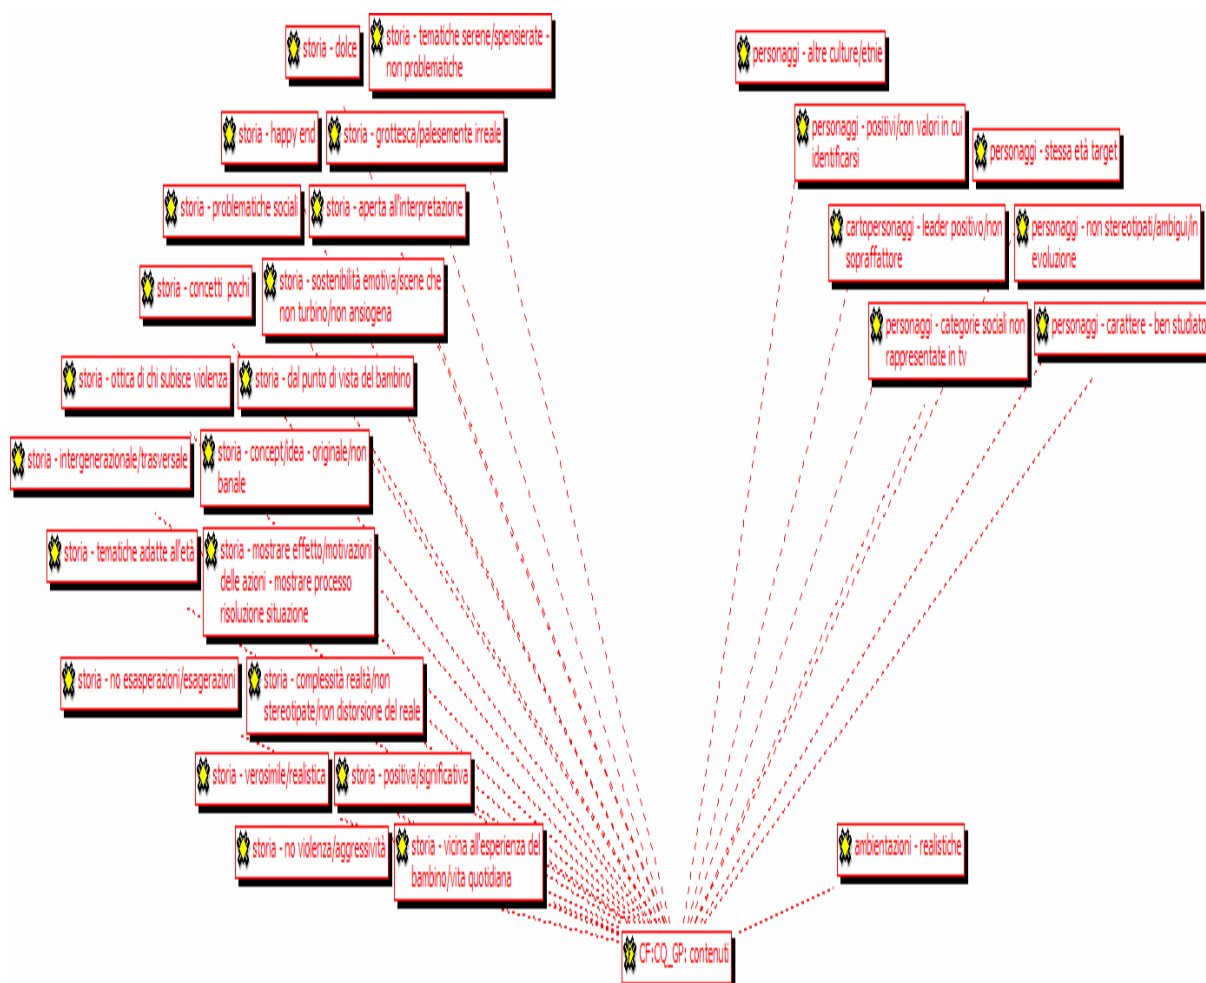 storia - dolce
storia - tematiche serene/spensierate -
non problematiche
personaggi - altre culture/etnie
storia - happy end
storia - grottesca/palesemente irreale
personaggi - positivi/con valori in cui
identificarsi
personaggi - stessa età target
storia - problematiche sociali
storia - aperta all'interpretazione
cartopersonaggi - leader positivo/non
sopraffattore
personaggi - non stereotipati/ambigui/in
evoluzione
storia - concetti pochi
storia - sostenibilità emotiva/scene che
non turbino/non ansiogena
personaggi - categorie sociali non
rappresentate in tv
personaggi - carattere - ben studiato
storia - ottica di chi subisce violenza
storia - dal punto di vista del bambino
storia - intergenerazionale/trasversale
storia - concept/idea - originale/non
banale
storia - tematiche adatte all'età
storia - mostrare effetto/motivazioni
delle azioni - mostrare processo
risoluzione situazione
storia - no esasperazioni/esagerazioni
storia - complessità realtà/non
stereotipate/non distorsione del reale
storia - verosimile/realistica
storia - positiva/significativa
storia - no violenza/aggressività
storia - vicina all'esperienza del
bambino/vita quotidiana
ambientazioni - realistiche
CF:CQ_GP: contenuti